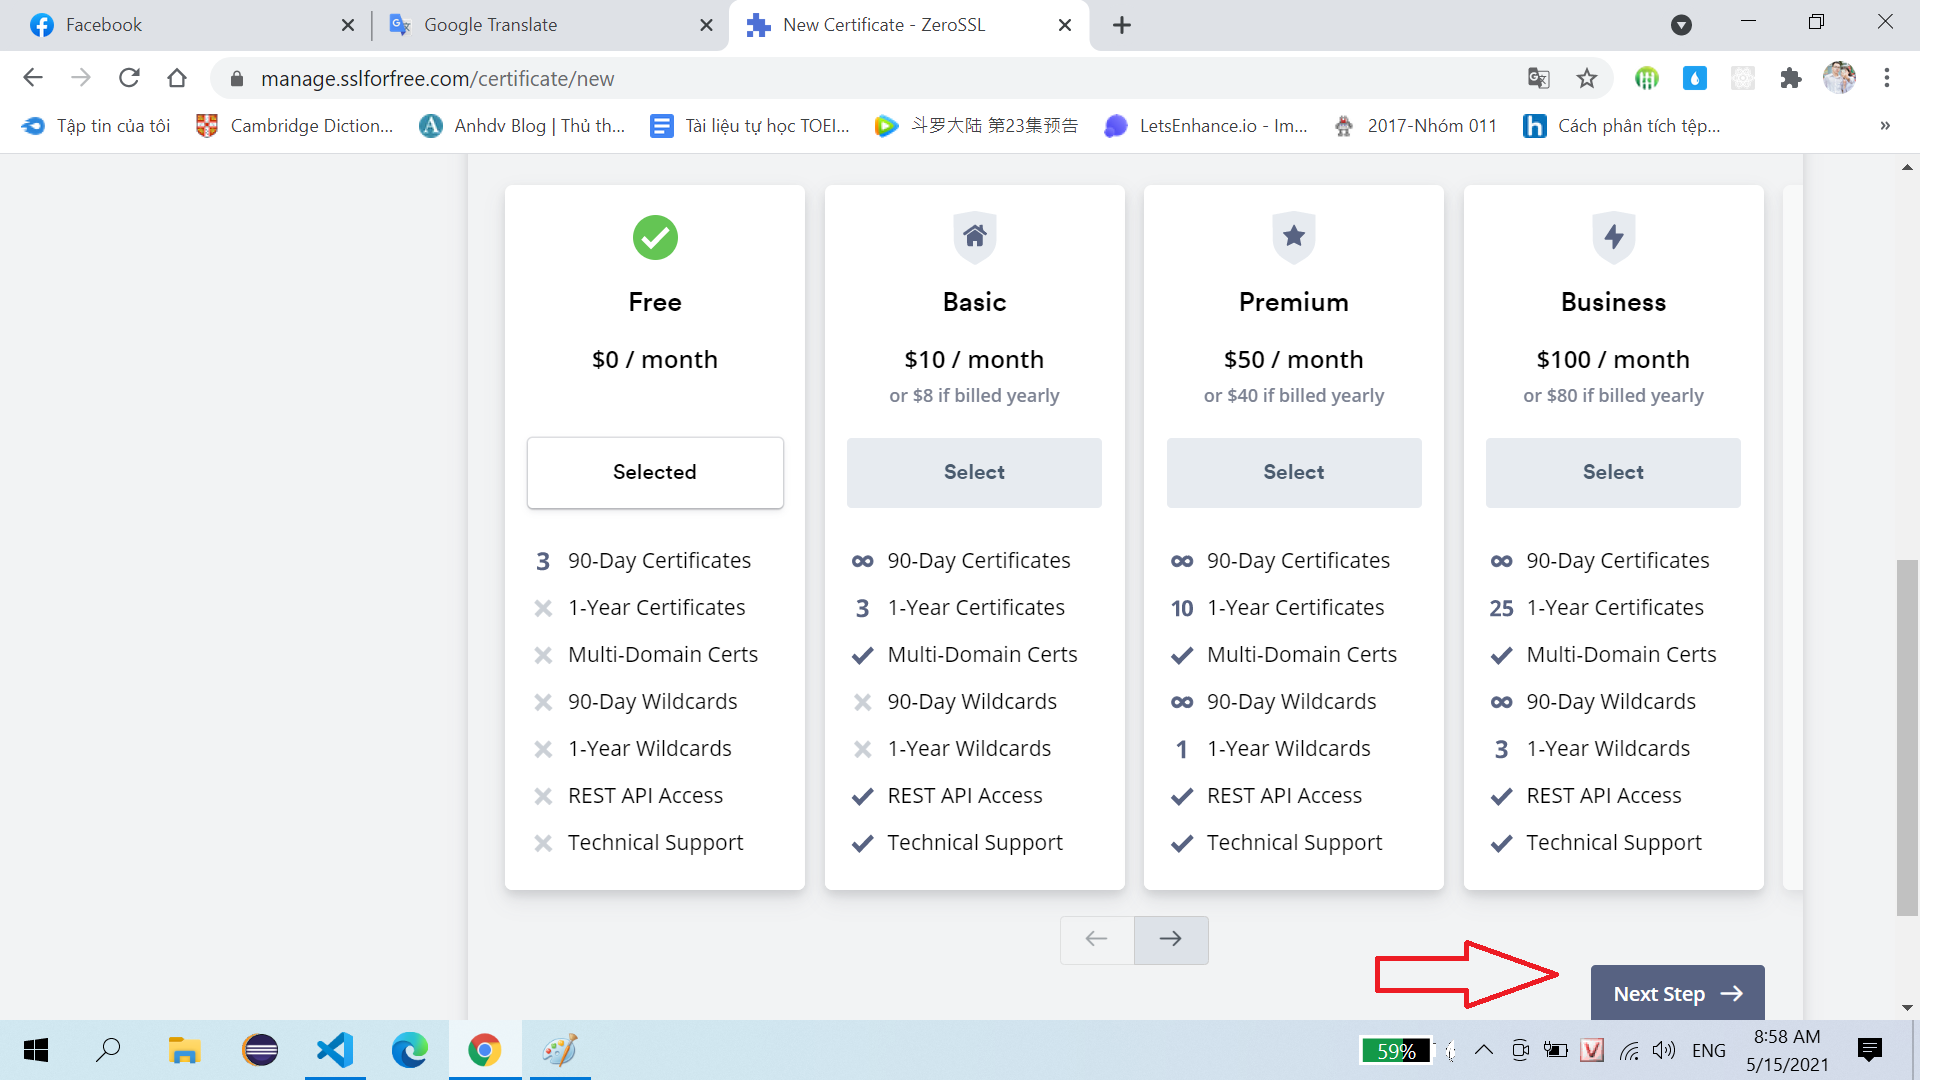 Facebook
Google Translate
New Certificate - ZeroSSL
manage.sslforfree.com/certificate/new
Tập tin của tôi
Cambridge Diction...
Anhdv Blog | Thủ th...
Tài liệu tự học TOEI...
斗罗大陆 第23集预告
LetsEnhance.io - Im...
2017-Nhóm 011
Cách phân tích tệp...
»
Free
$0 / month
Selected
3 90-Day Certificates
1-Year Certificates
Multi-Domain Certs
90-Day Wildcards
1-Year Wildcards
REST API Access
Technical Support
Basic
$10 / month
or $8 if billed yearly
Select
∞ 90-Day Certificates
3 1-Year Certificates
Multi-Domain Certs
90-Day Wildcards
1-Year Wildcards
REST API Access
Technical Support
Premium
$50 / month
or $40 if billed yearly
Select
∞ 90-Day Certificates
10 1-Year Certificates
Multi-Domain Certs
∞ 90-Day Wildcards
1 1-Year Wildcards
REST API Access
Technical Support
Business
$100 / month
or $80 if billed yearly
Select
∞ 90-Day Certificates
25 1-Year Certificates
Multi-Domain Certs
∞ 90-Day Wildcards
3 1-Year Wildcards
REST API Access
Technical Support
Next Step
59%
ENG
8:58 AM
5/15/2021